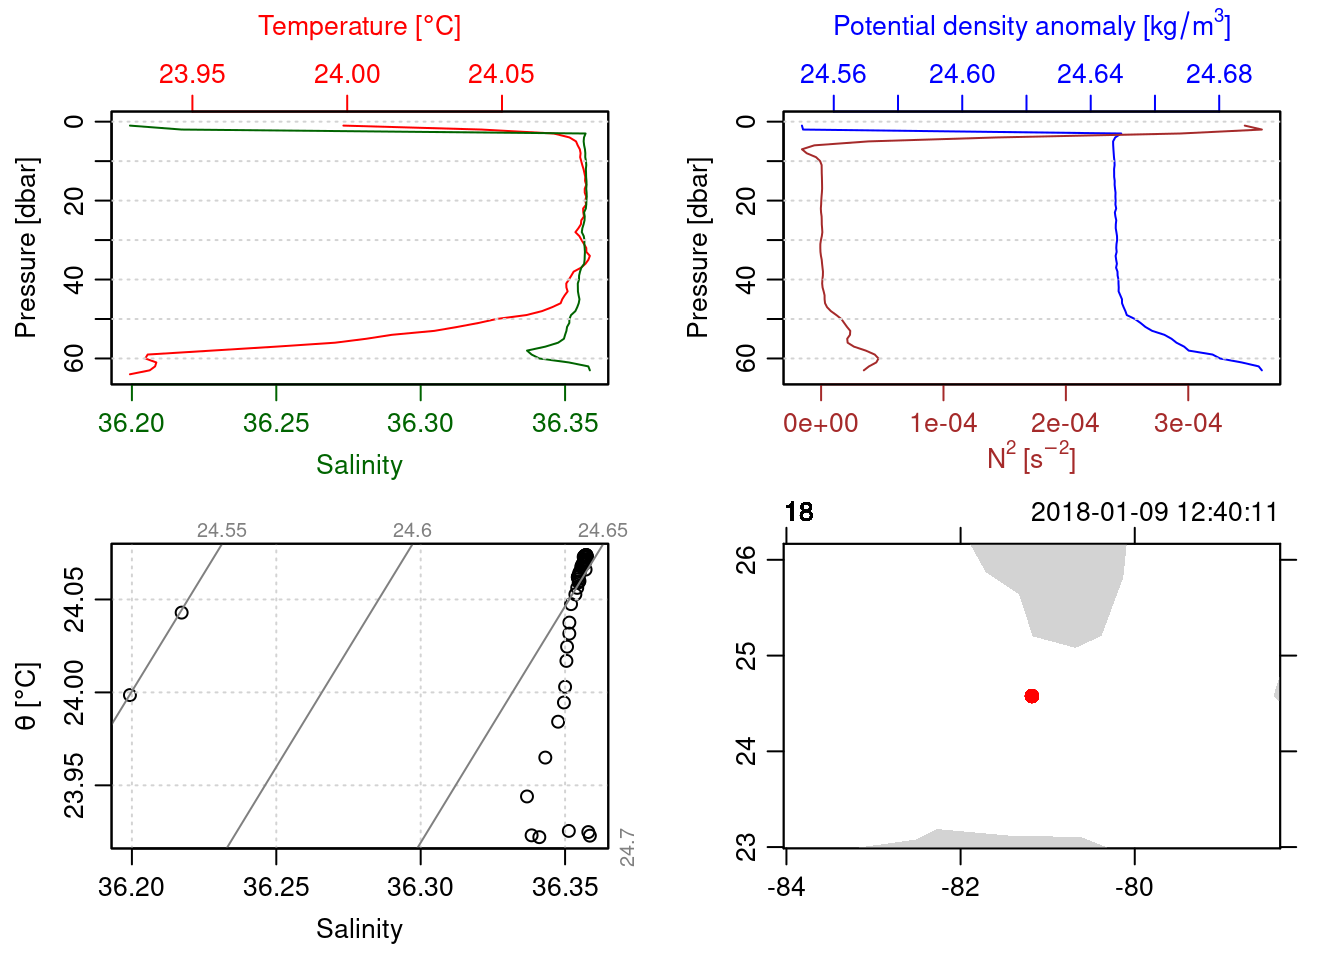 Temperature [°C]
23.95 24.00 24.05
0 20 40 60
Pressure [dbar]
36.20 36.25 36.30 36.35
Salinity
Potential density anomaly [kg/m³]
24.56 24.60 24.64 24.68
0 20 40 60
Pressure [dbar]
0e+00 1e-04 2e-04 3e-04
N² [s⁻²]
24.55 24.6 24.65
24.7
23.95 24.00 24.05
θ [°C]
36.20 36.25 36.30 36.35
Salinity
18 2018-01-09 12:40:11
26
25
24
23
-84 -82 -80